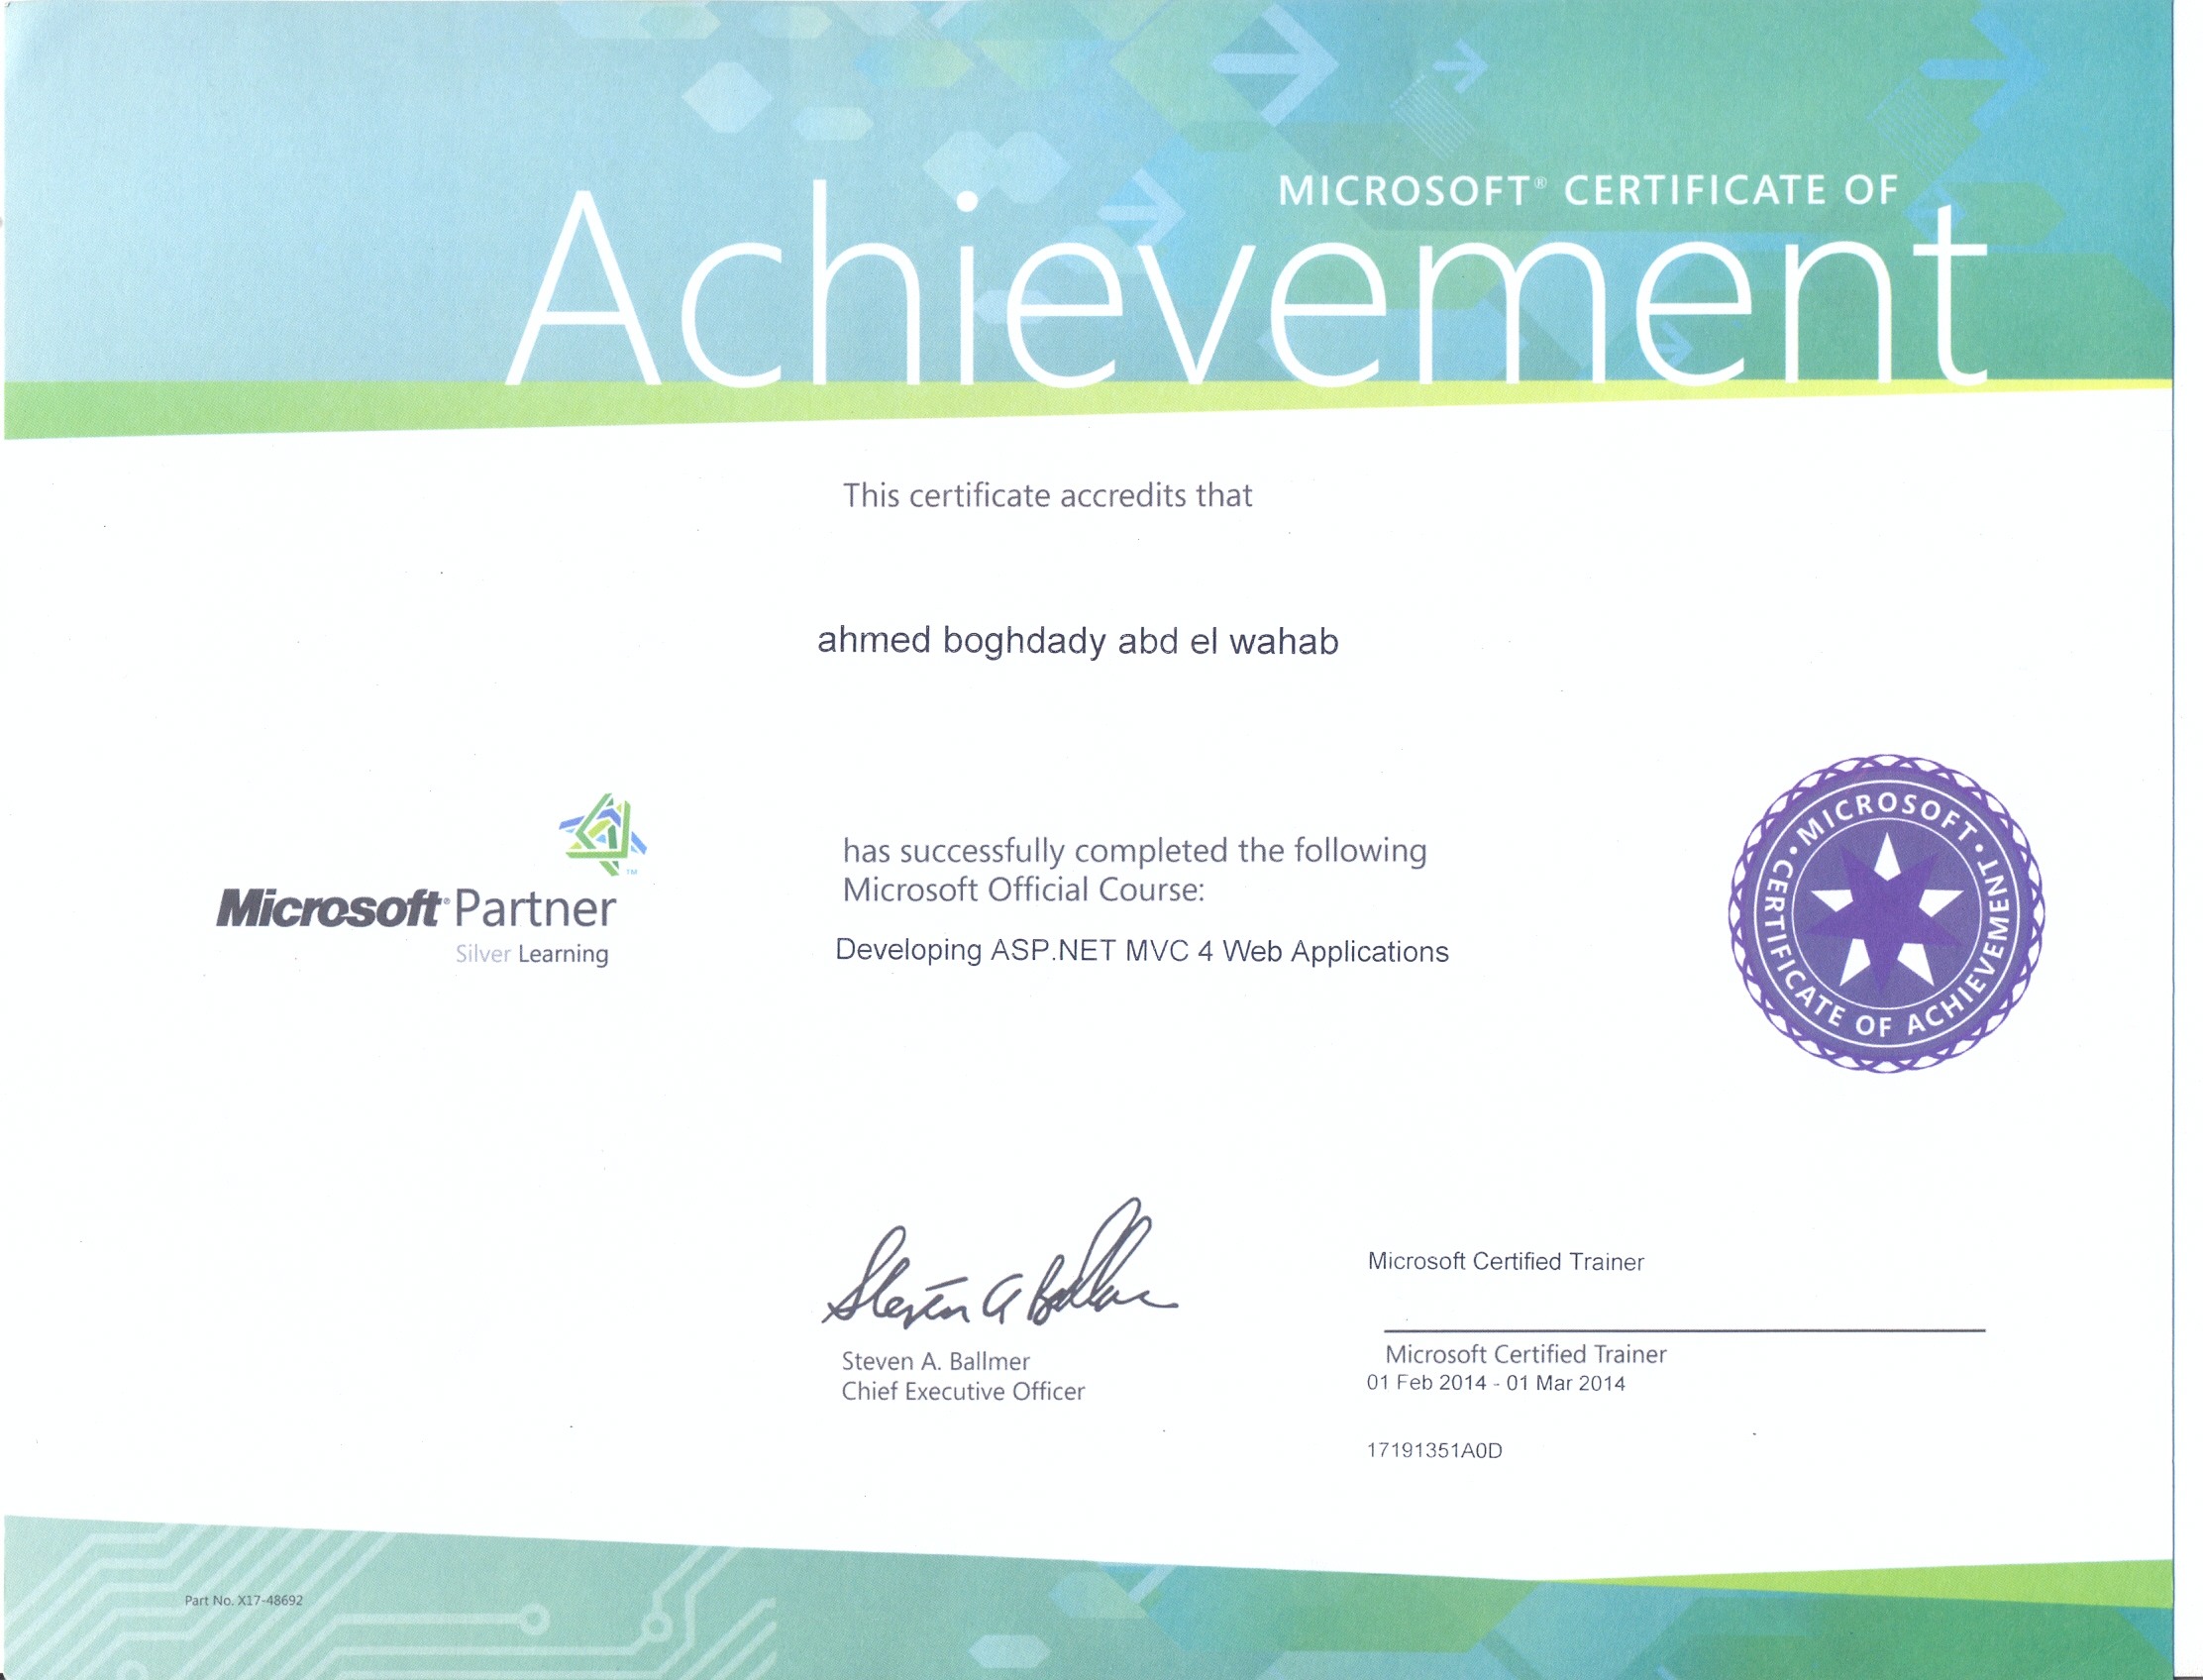 MICROSOFT® CERTIFICATE OF
Achievement
This certificate accredits that
ahmed boghdady abd el wahab
™
Microsoft® Partner
Silver Learning
has successfully completed the following
Microsoft Official Course:
Developing ASP.NET MVC 4 Web Applications
• MICROSOFT •
CERTIFICATE OF ACHIEVEMENT
Steven A Ballmer
Steven A. Ballmer
Chief Executive Officer
Microsoft Certified Trainer
Microsoft Certified Trainer
01 Feb 2014 - 01 Mar 2014
17191351A0D
Part No. X17-48692